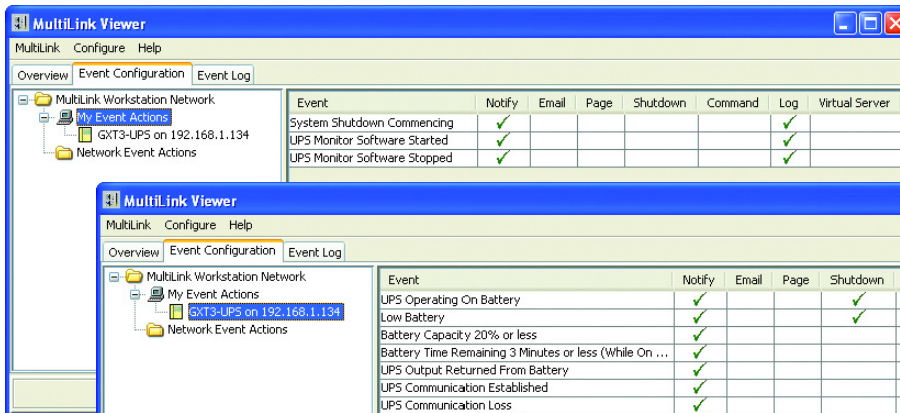 MultiLink Viewer
MultiLink Configure Help
Overview Event Configuration Event Log
MultiLink Workstation Network
My Event Actions
GXT3-UPS on 192.168.1.134
Network Event Actions
Event Notify Email Page Shutdown Command Log Virtual Server
System Shutdown Commencing
UPS Monitor Software Started
UPS Monitor Software Stopped
MultiLink Viewer
MultiLink Configure Help
Overview Event Configuration Event Log
MultiLink Workstation Network
My Event Actions
GXT3-UPS on 192.168.1.134
Network Event Actions
Event Notify Email Page Shutdown
UPS Operating On Battery
Low Battery
Battery Capacity 20% or less
Battery Time Remaining 3 Minutes or less (While On ...
UPS Output Returned From Battery
UPS Communication Established
UPS Communication Loss